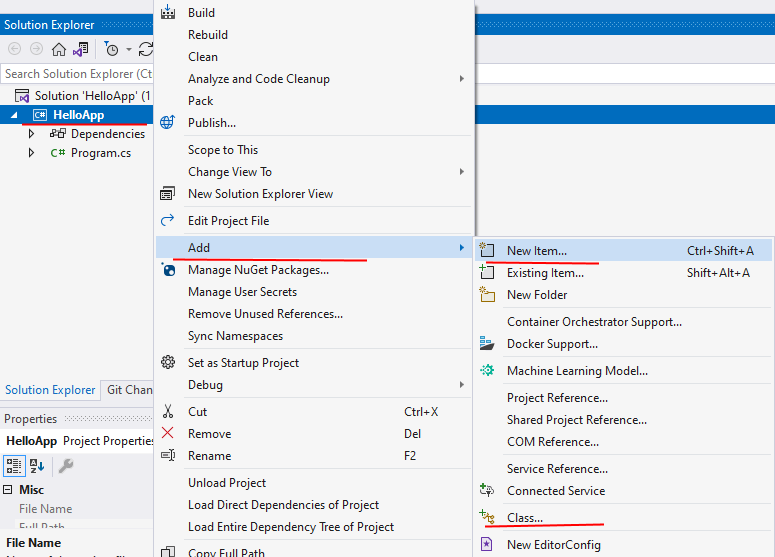 Solution Explorer
Search Solution Explorer (Ct
Solution 'HelloApp' (1
C# HelloApp
Dependencies
C# Program.cs
Solution Explorer Git Chan
Properties
HelloApp Project Properties
Misc
File Name
Full Path
File Name
Build
Rebuild
Clean
Analyze and Code Cleanup
Pack
Publish...
Scope to This
Change View To
New Solution Explorer View
Edit Project File
Add
Manage NuGet Packages...
Manage User Secrets
Remove Unused References...
Sync Namespaces
Set as Startup Project
Debug
Cut Ctrl+X
Remove Del
Rename F2
Unload Project
Load Direct Dependencies of Project
Load Entire Dependency Tree of Project
Copy Full Path
New Item... Ctrl+Shift+A
Existing Item... Shift+Alt+A
New Folder
Container Orchestrator Support...
Docker Support...
Machine Learning Model...
Project Reference...
Shared Project Reference...
COM Reference...
Service Reference...
Connected Service
Class...
New EditorConfig